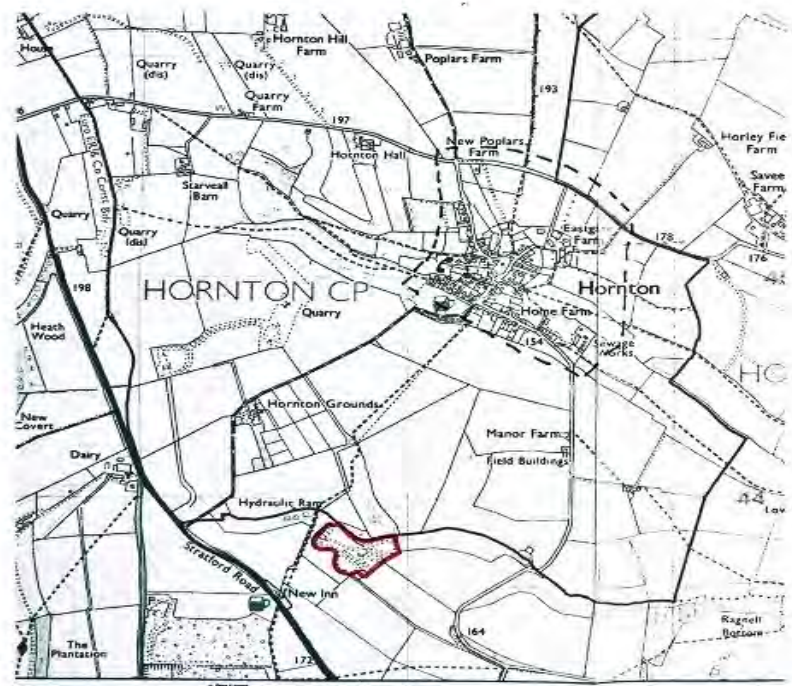 House
Hornton Hill
Farm
Poplars Farm
Quarry
(dis)
Quarry
(dis)
Quarry
Farm
197
193
Hornton Hall
New Poplars
Farm
Horley Fie
Farm
Savee
Farm
Starveall
Barn
Quarry
Quarry
(dis)
178
176
Farm
198
HORNTON CP
Quarry
Hornton
Home Farm
154
Sewage
Works
Heath
Wood
HO
New
Covert
Hornton Grounds
Manor Farm
Field Buildings
Dairy
Hydraulic Ram
44
Stratford Road
New Inn
164
Ragnell
Bottom
The
Plantation
172